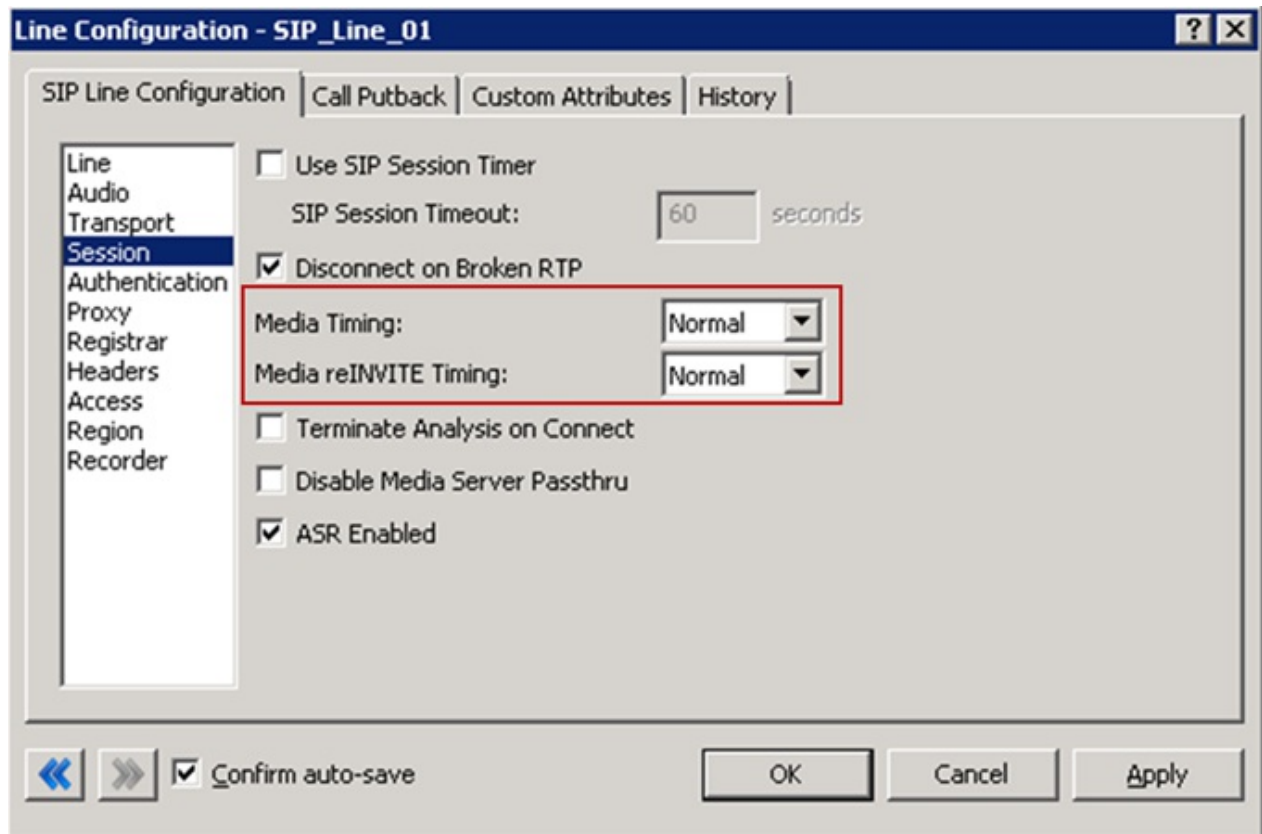 Line Configuration - SIP_Line_01
?
SIP Line Configuration
Call Putback
Custom Attributes
History
Line
Audio
Transport
Session
Authentication
Proxy
Registrar
Headers
Access
Region
Recorder
Use SIP Session Timer
SIP Session Timeout: 60 seconds
Disconnect on Broken RTP
Media Timing: Normal
Media reINVITE Timing: Normal
Terminate Analysis on Connect
Disable Media Server Passthru
ASR Enabled
Confirm auto-save
OK
Cancel
Apply